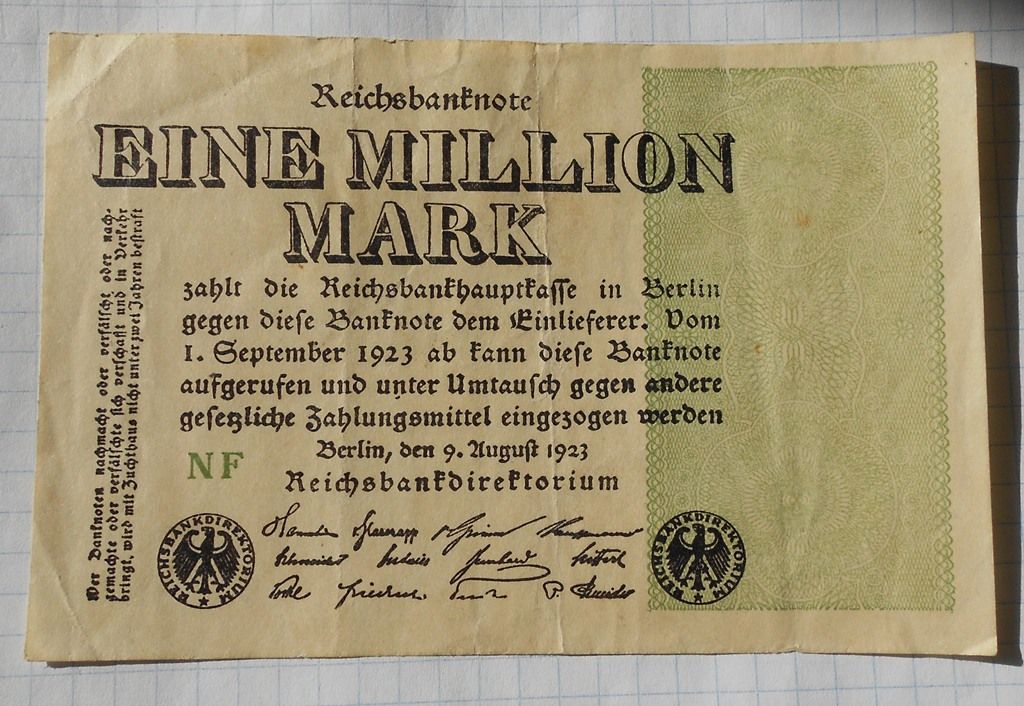 Reichsbanknote
EINE MILLION
MARK
zahlt die Reichsbankhauptkasse in Berlin
gegen diese Banknote dem Einlieferer. Vom
1. September 1923 ab kann diese Banknote
aufgerufen und unter Umtausch gegen andere
gesetzliche Zahlungsmittel eingezogen werden
Berlin, den 9. August 1923
Reichsbankdirektorium
NF
Wer Banknoten nachmacht oder verfälscht oder nach-
gemachte oder verfälschte sich verschafft und in Verkehr
bringt, wird mit Zuchthaus nicht unter zwei Jahren bestraft
REICHSBANKDIREKTORIUM
REICHSBANKDIREKTORIUM